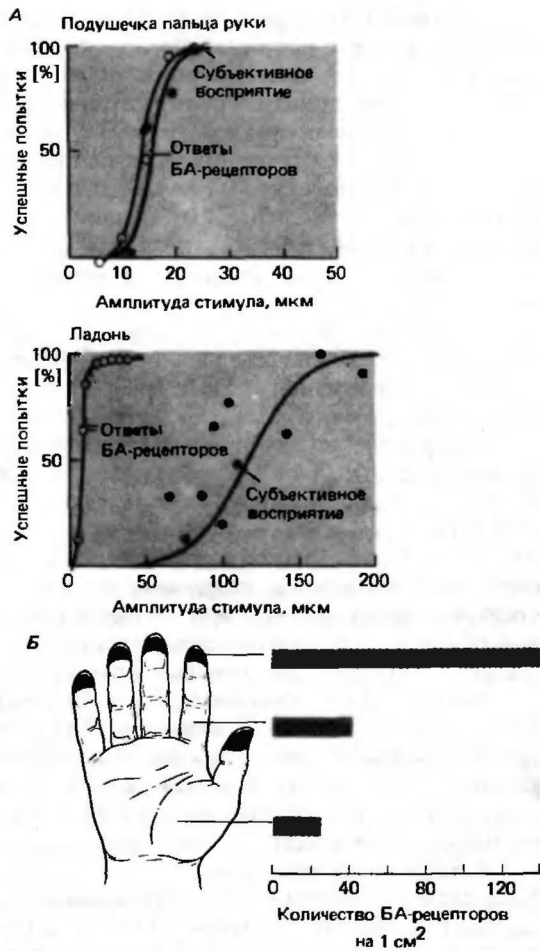 А
Подушечка пальца руки
100
[%]
50
Успешные попытки
Субъективное
восприятие
Ответы
БА-рецепторов
0 10 20 30 40 50
Амплитуда стимула, мкм
Ладонь
100
[%]
50
Успешные попытки
Ответы
БА-рецепторов
Субъективное
восприятие
0 50 100 150 200
Амплитуда стимула, мкм
Б
0 40 80 120
Количество БА-рецепторов
на 1 см²